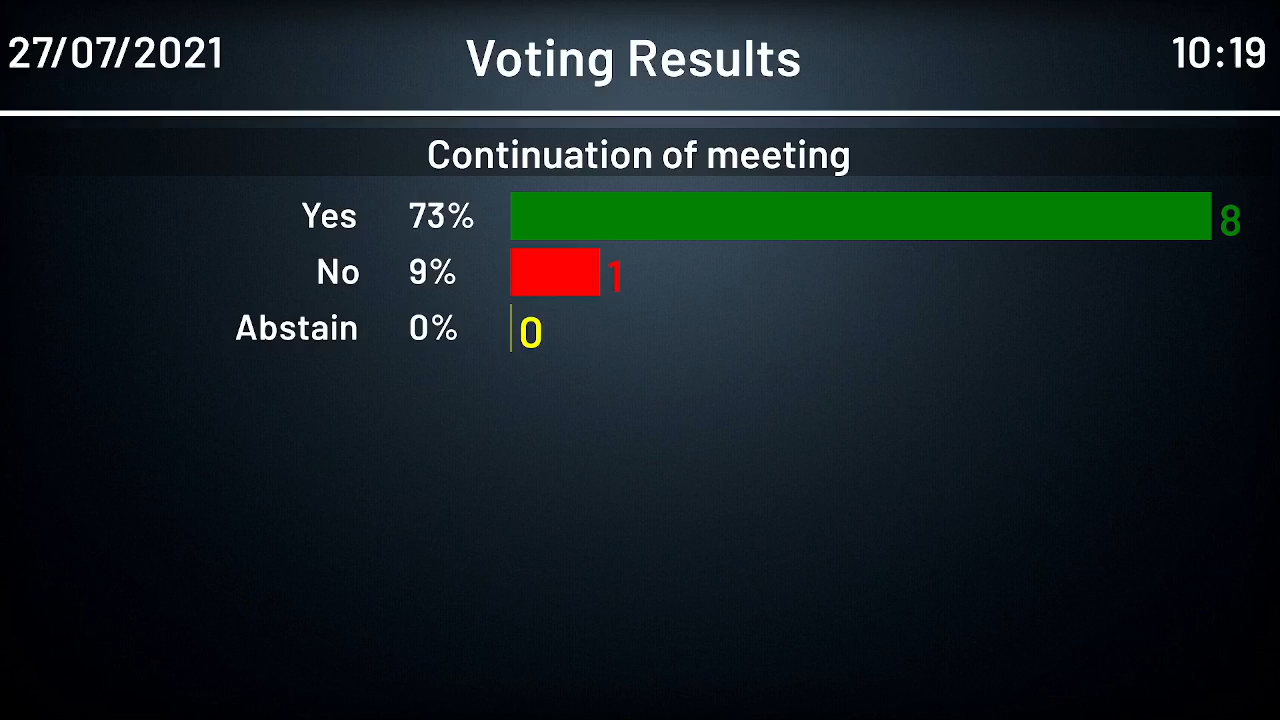 27/07/2021 Voting Results 10:19
Continuation of meeting
Yes 73% 8
No 9% 1
Abstain 0% 0